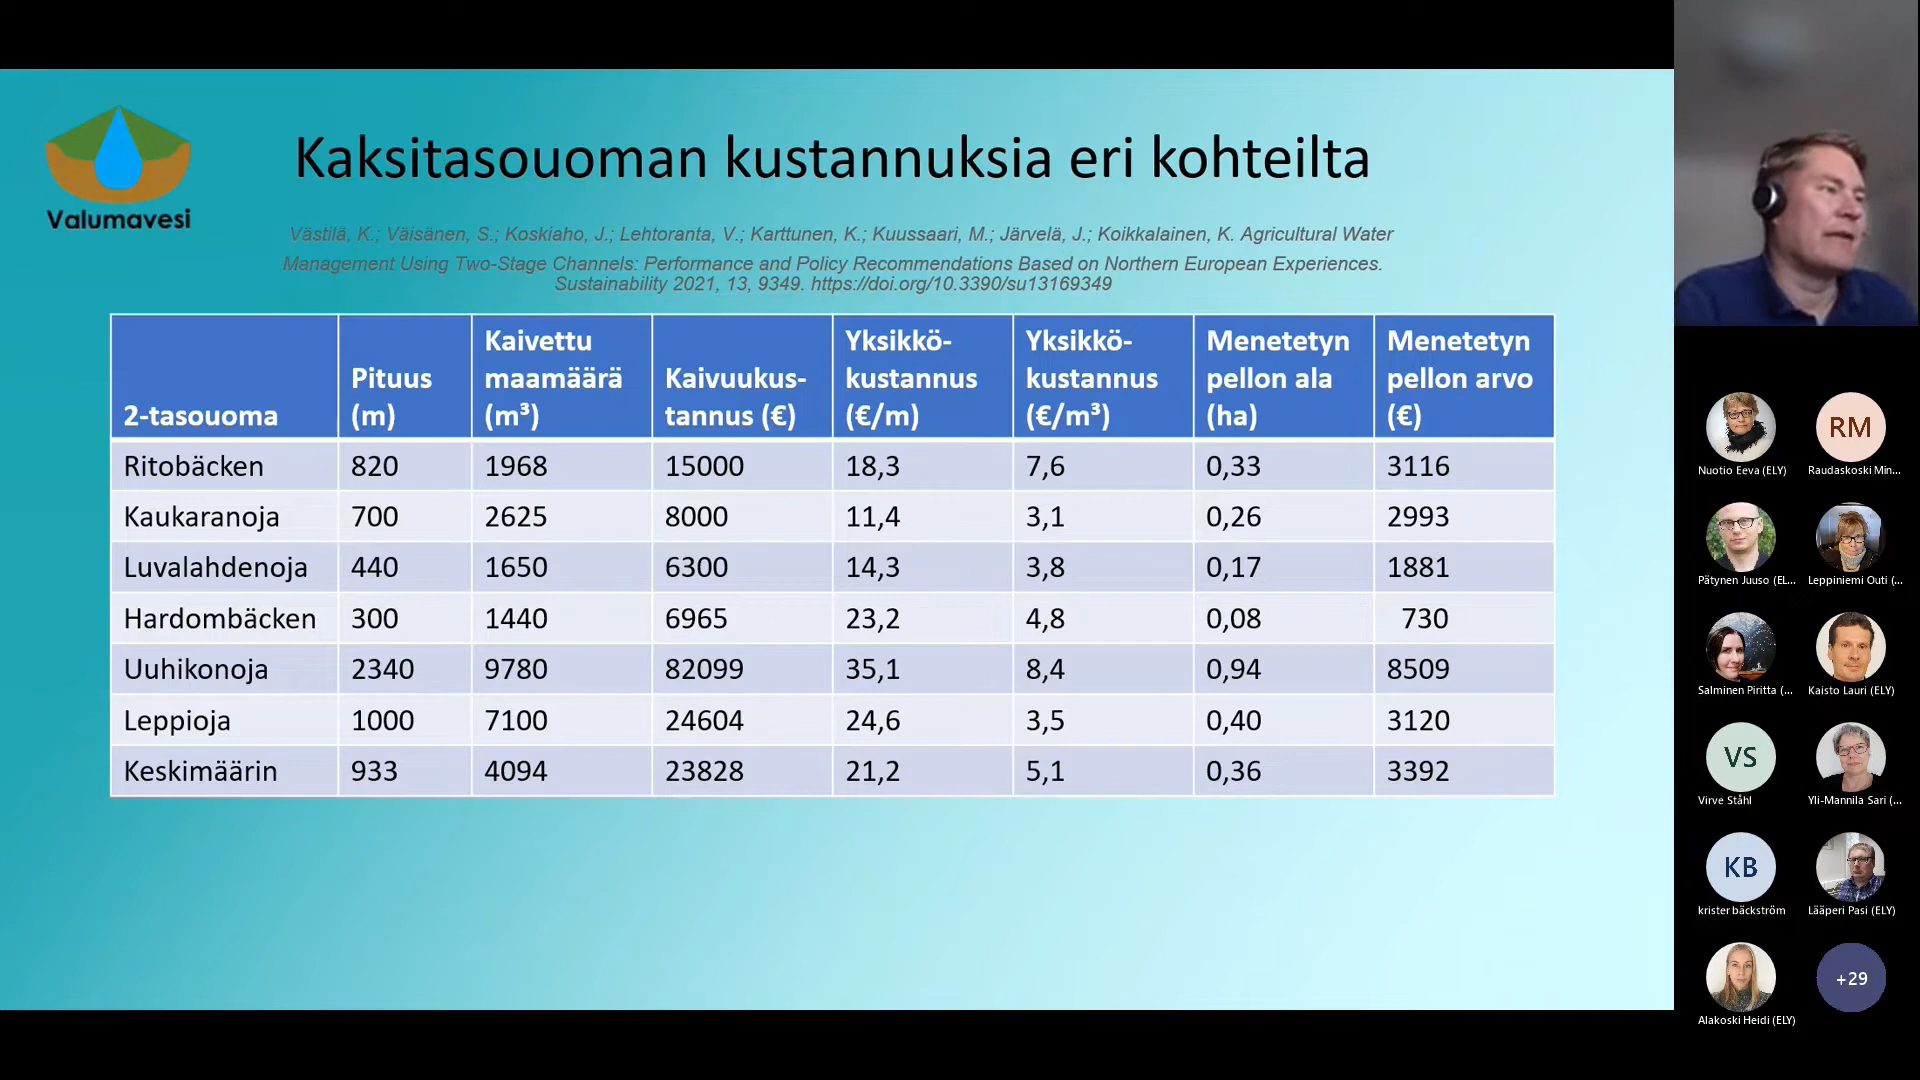 Valumavesi
Kaksitasouoman kustannuksia eri kohteilta
Västilä, K.; Väisänen, S.; Koskiaho, J.; Lehtoranta, V.; Karttunen, K.; Kuussaari, M.; Järvelä, J.; Koikkalainen, K. Agricultural Water
Management Using Two-Stage Channels: Performance and Policy Recommendations Based on Northern European Experiences.
Sustainability 2021, 13, 9349. https://doi.org/10.3390/su13169349
2-tasouoma Pituus (m) Kaivettu maamäärä (m³) Kaivuukus-tannus (€) Yksikkö-kustannus (€/m) Yksikkö-kustannus (€/m³) Menetetyn pellon ala (ha) Menetetyn pellon arvo (€)
Ritobäcken 820 1968 15000 18,3 7,6 0,33 3116
Kaukaranoja 700 2625 8000 11,4 3,1 0,26 2993
Luvalahdenoja 440 1650 6300 14,3 3,8 0,17 1881
Hardombäcken 300 1440 6965 23,2 4,8 0,08 730
Uuhikonoja 2340 9780 82099 35,1 8,4 0,94 8509
Leppioja 1000 7100 24604 24,6 3,5 0,40 3120
Keskimäärin 933 4094 23828 21,2 5,1 0,36 3392
RM
Nuotio Eeva (ELY) Raudaskoski Min...
Pätynen Juuso (EL... Leppiniemi Outi (...
Salminen Piritta (... Kaisto Lauri (ELY)
VS
Virve Ståhl Yli-Mannila Sari (...
KB
krister bäckström Lääperi Pasi (ELY)
+29
Alakoski Heidi (ELY)